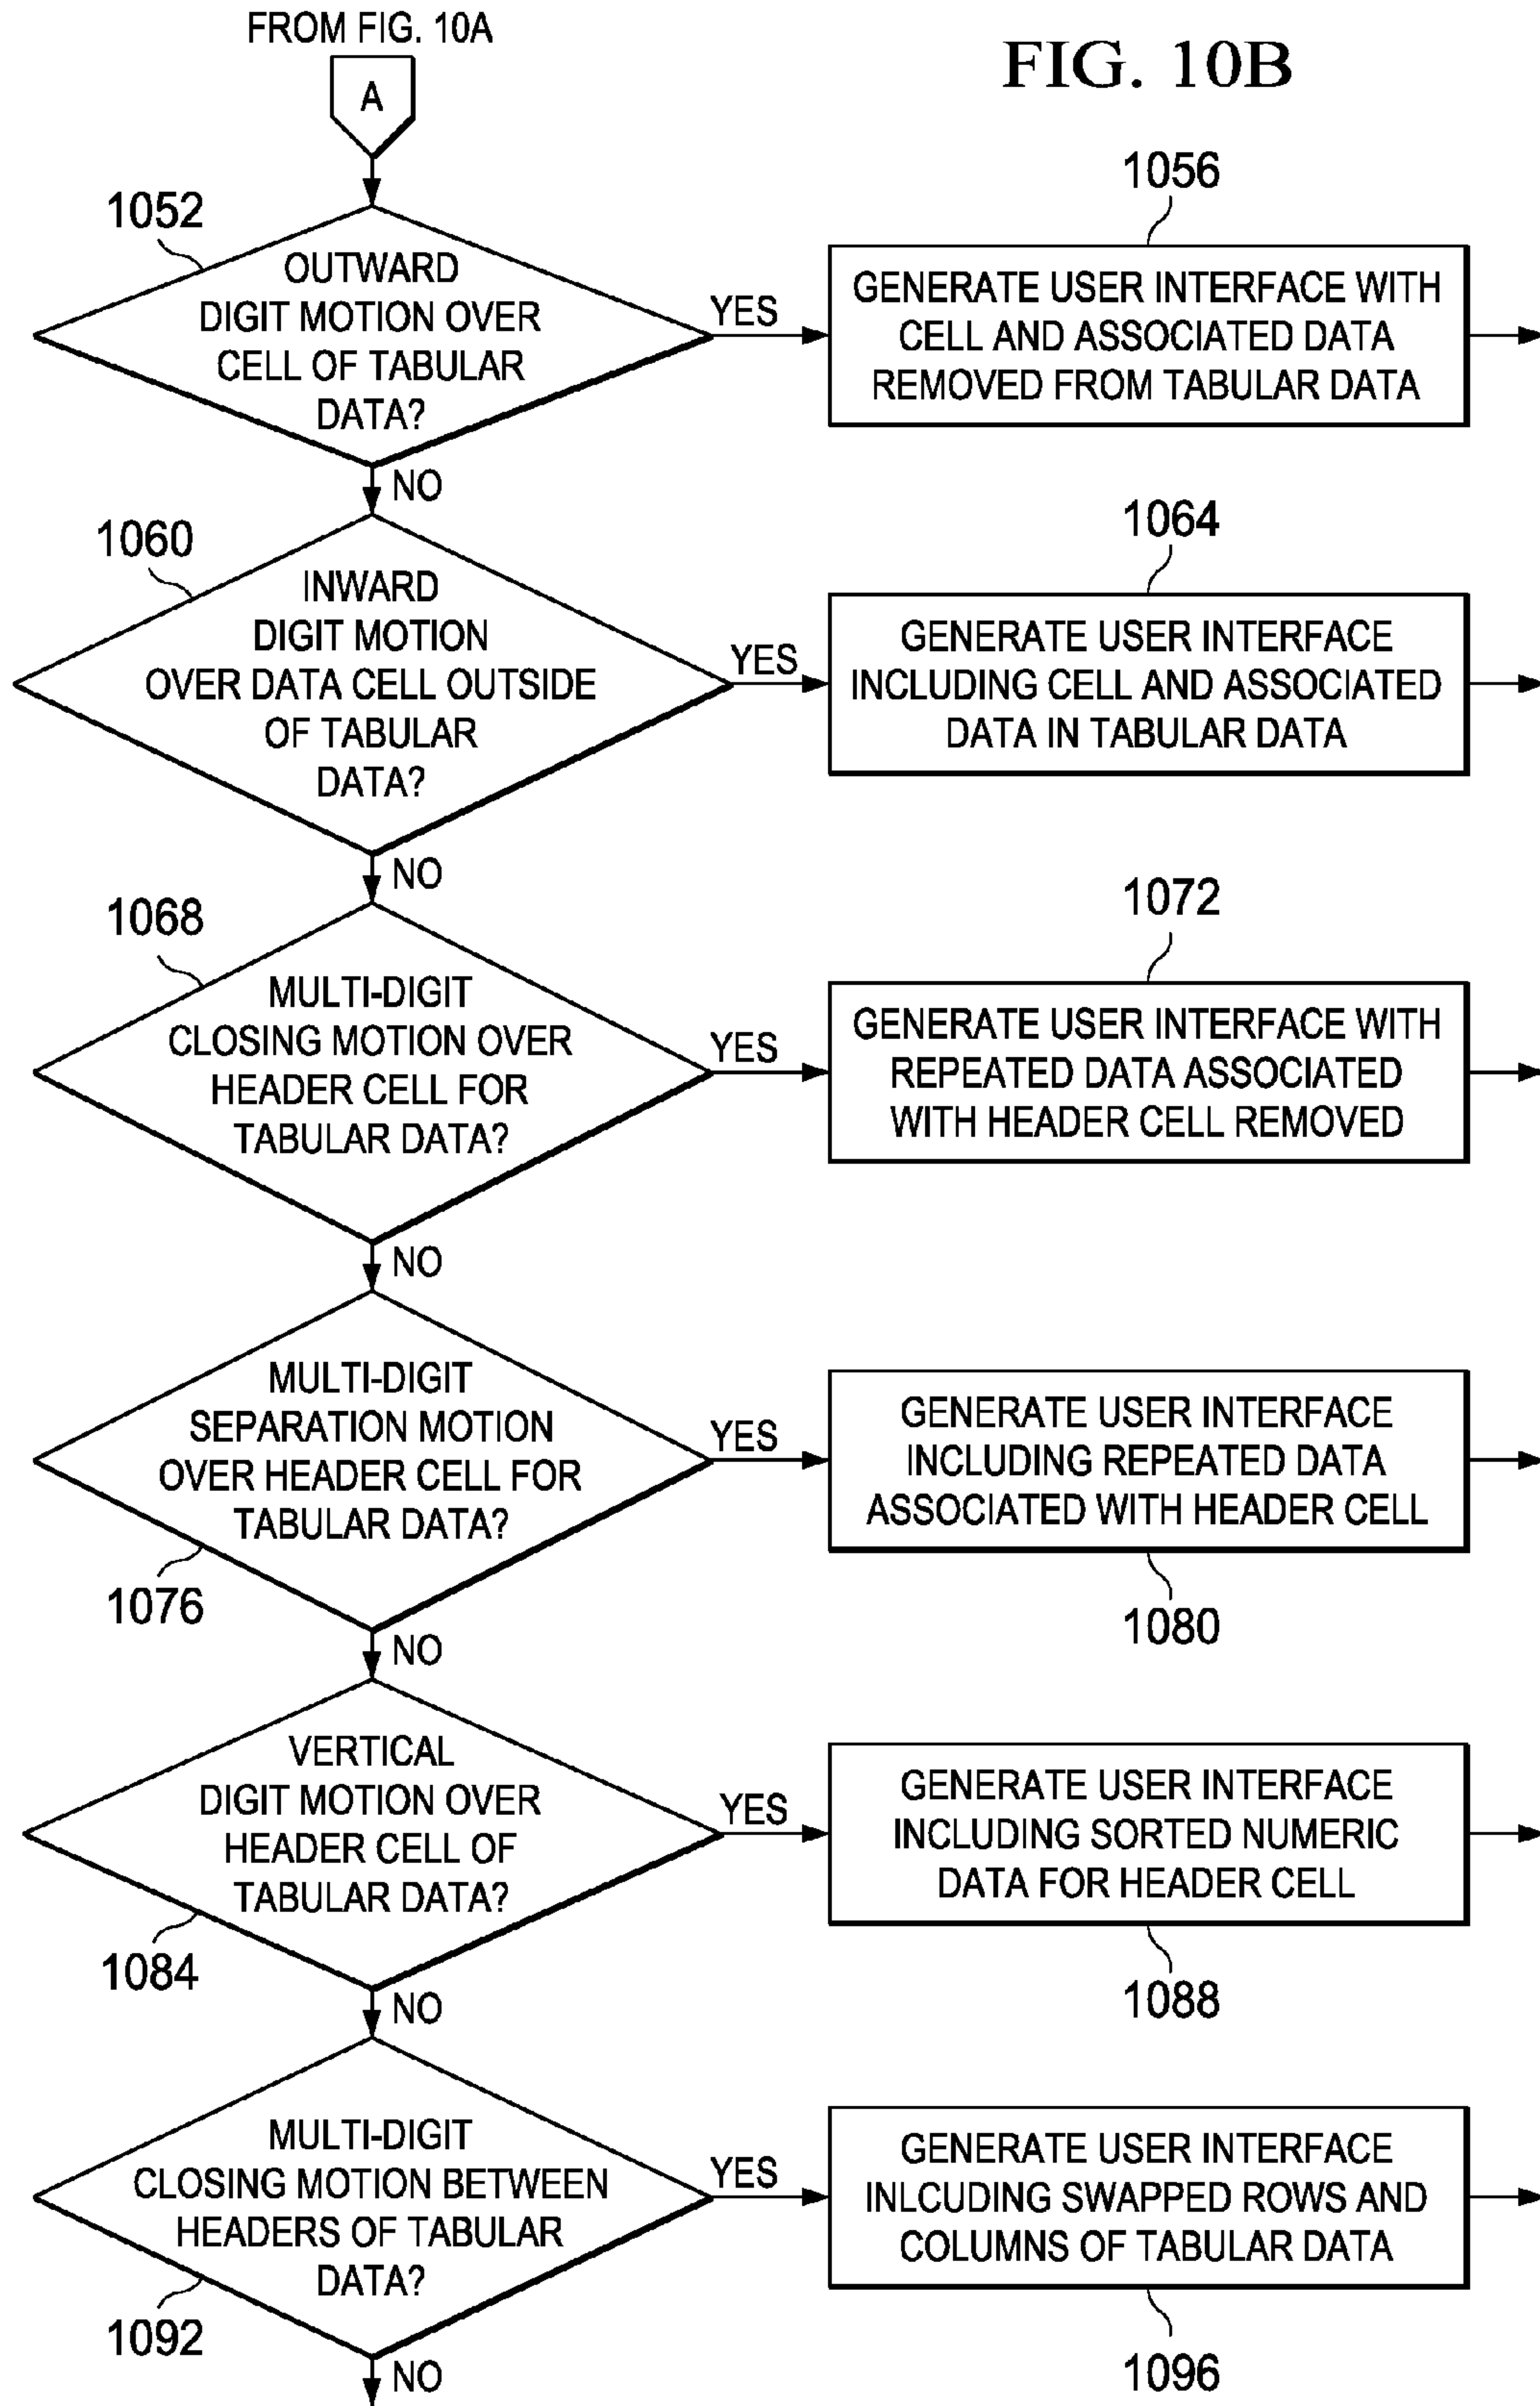 FROM FIG. 10A
FIG. 10B
A
1052
OUTWARD
DIGIT MOTION OVER
CELL OF TABULAR
DATA?
YES
1056
GENERATE USER INTERFACE WITH
CELL AND ASSOCIATED DATA
REMOVED FROM TABULAR DATA
NO
1060
INWARD
DIGIT MOTION
OVER DATA CELL OUTSIDE
OF TABULAR
DATA?
YES
1064
GENERATE USER INTERFACE
INCLUDING CELL AND ASSOCIATED
DATA IN TABULAR DATA
NO
1068
MULTI-DIGIT
CLOSING MOTION OVER
HEADER CELL FOR
TABULAR DATA?
YES
1072
GENERATE USER INTERFACE WITH
REPEATED DATA ASSOCIATED
WITH HEADER CELL REMOVED
NO
MULTI-DIGIT
SEPARATION MOTION
OVER HEADER CELL FOR
TABULAR DATA?
1076
YES
GENERATE USER INTERFACE
INCLUDING REPEATED DATA
ASSOCIATED WITH HEADER CELL
1080
NO
VERTICAL
DIGIT MOTION OVER
HEADER CELL OF
TABULAR DATA?
1084
YES
GENERATE USER INTERFACE
INCLUDING SORTED NUMERIC
DATA FOR HEADER CELL
1088
NO
MULTI-DIGIT
CLOSING MOTION BETWEEN
HEADERS OF TABULAR
DATA?
1092
YES
GENERATE USER INTERFACE
INLCUDING SWAPPED ROWS AND
COLUMNS OF TABULAR DATA
1096
NO